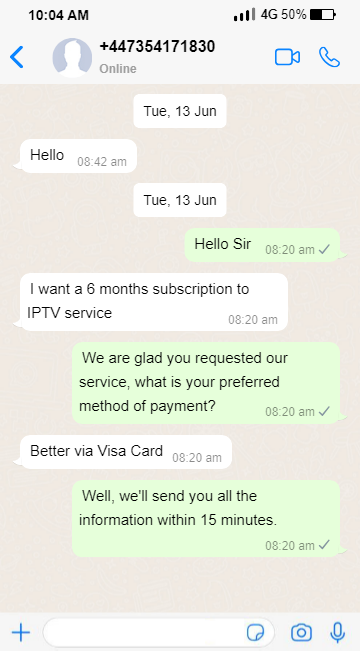 10:04 AM
4G 50%
+447354171830
Online
Tue, 13 Jun
Hello 08:42 am
Tue, 13 Jun
Hello Sir 08:20 am
I want a 6 months subscription to
IPTV service
08:20 am
We are glad you requested our
service, what is your preferred
method of payment?
08:20 am
Better via Visa Card 08:20 am
Well, we'll send you all the
information within 15 minutes.
08:20 am